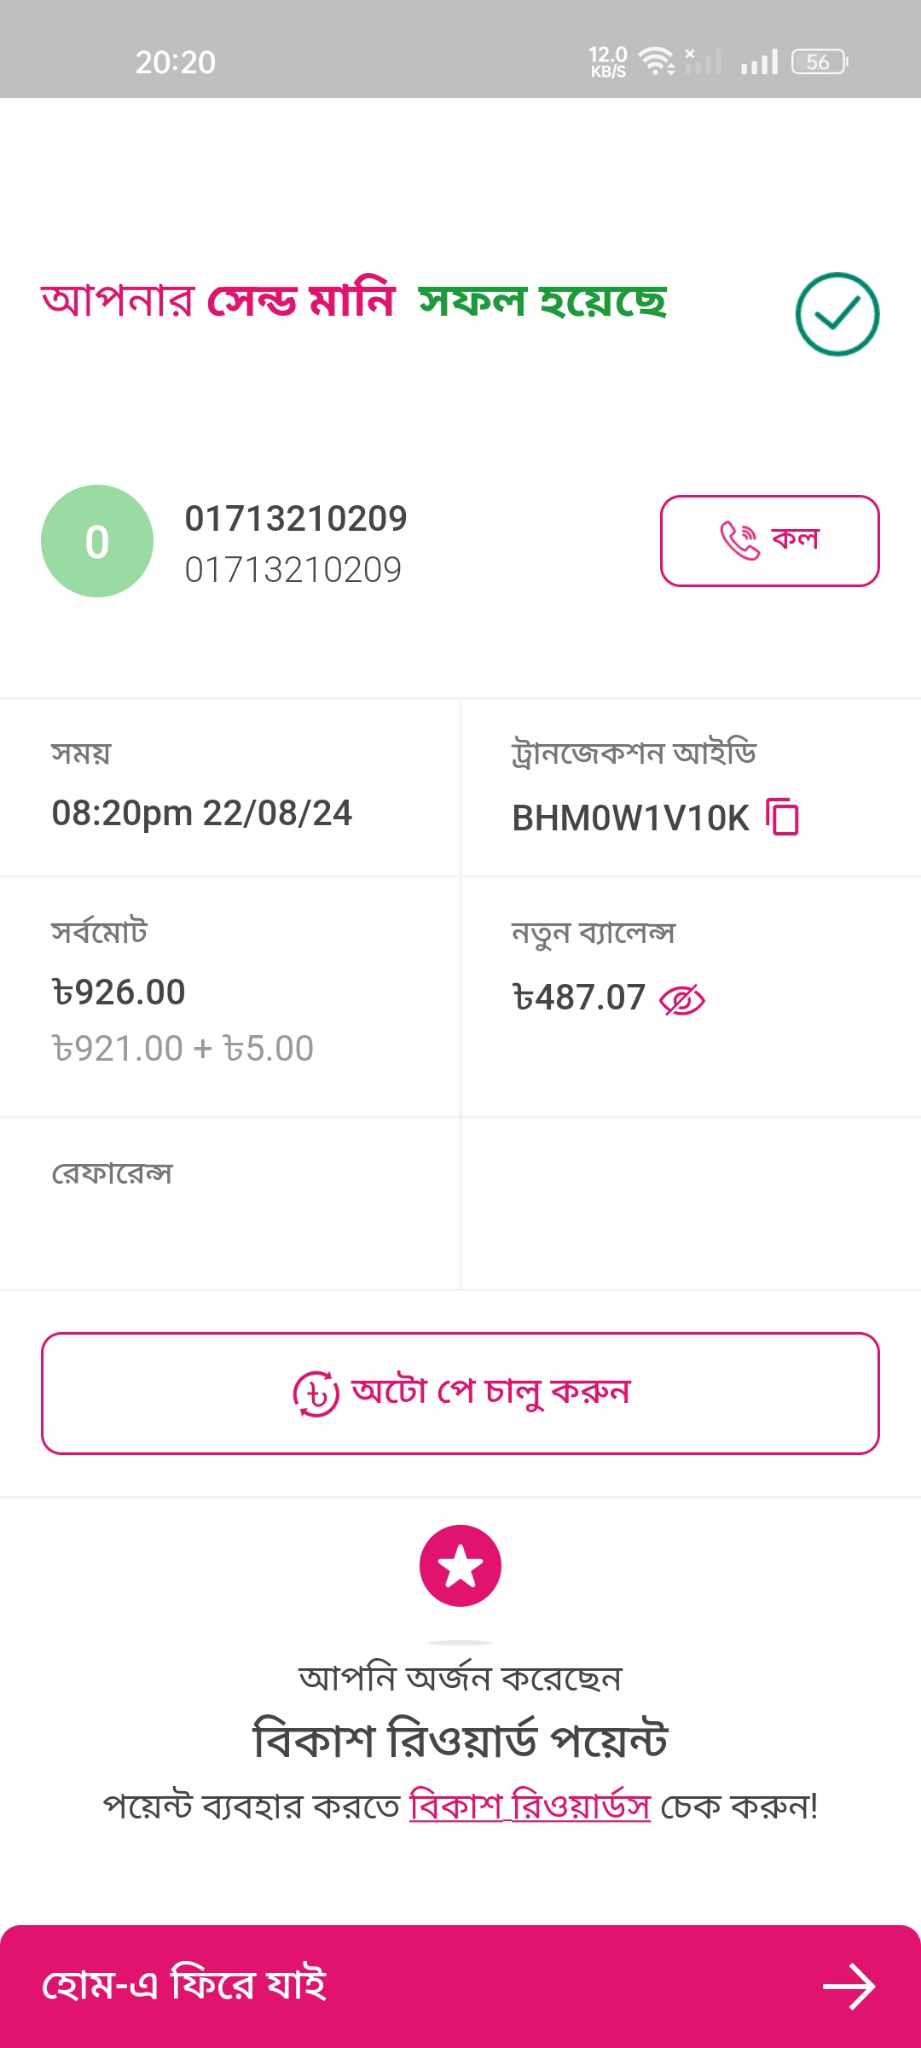 20:20
12.0
KB/S
56
আপনার সেন্ড মানি সফল হয়েছে
0
01713210209
01713210209
কল
সময়
08:20pm 22/08/24
ট্রানজেকশন আইডি
BHM0W1V10K
সর্বমোট
৳926.00
৳921.00 + ৳5.00
নতুন ব্যালেন্স
৳487.07
রেফারেন্স
অটো পে চালু করুন
আপনি অর্জন করেছেন
বিকাশ রিওয়ার্ড পয়েন্ট
পয়েন্ট ব্যবহার করতে বিকাশ রিওয়ার্ডস চেক করুন!
হোম-এ ফিরে যাই